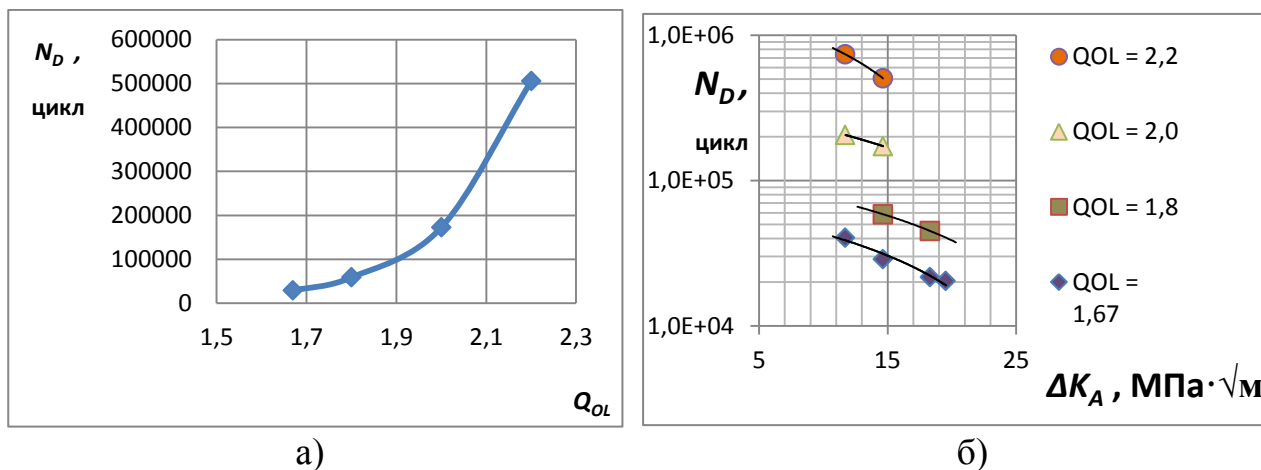 N_D ,
цикл
600000
500000
400000
300000
200000
100000
0
1,5 1,7 1,9 2,1 2,3
Q_OL
а)
1,0E+06
1,0E+05
1,0E+04
N_D,
цикл
5 15 25
ΔK_A , МПа·√м
QOL = 2,2
QOL = 2,0
QOL = 1,8
QOL =
1,67
б)